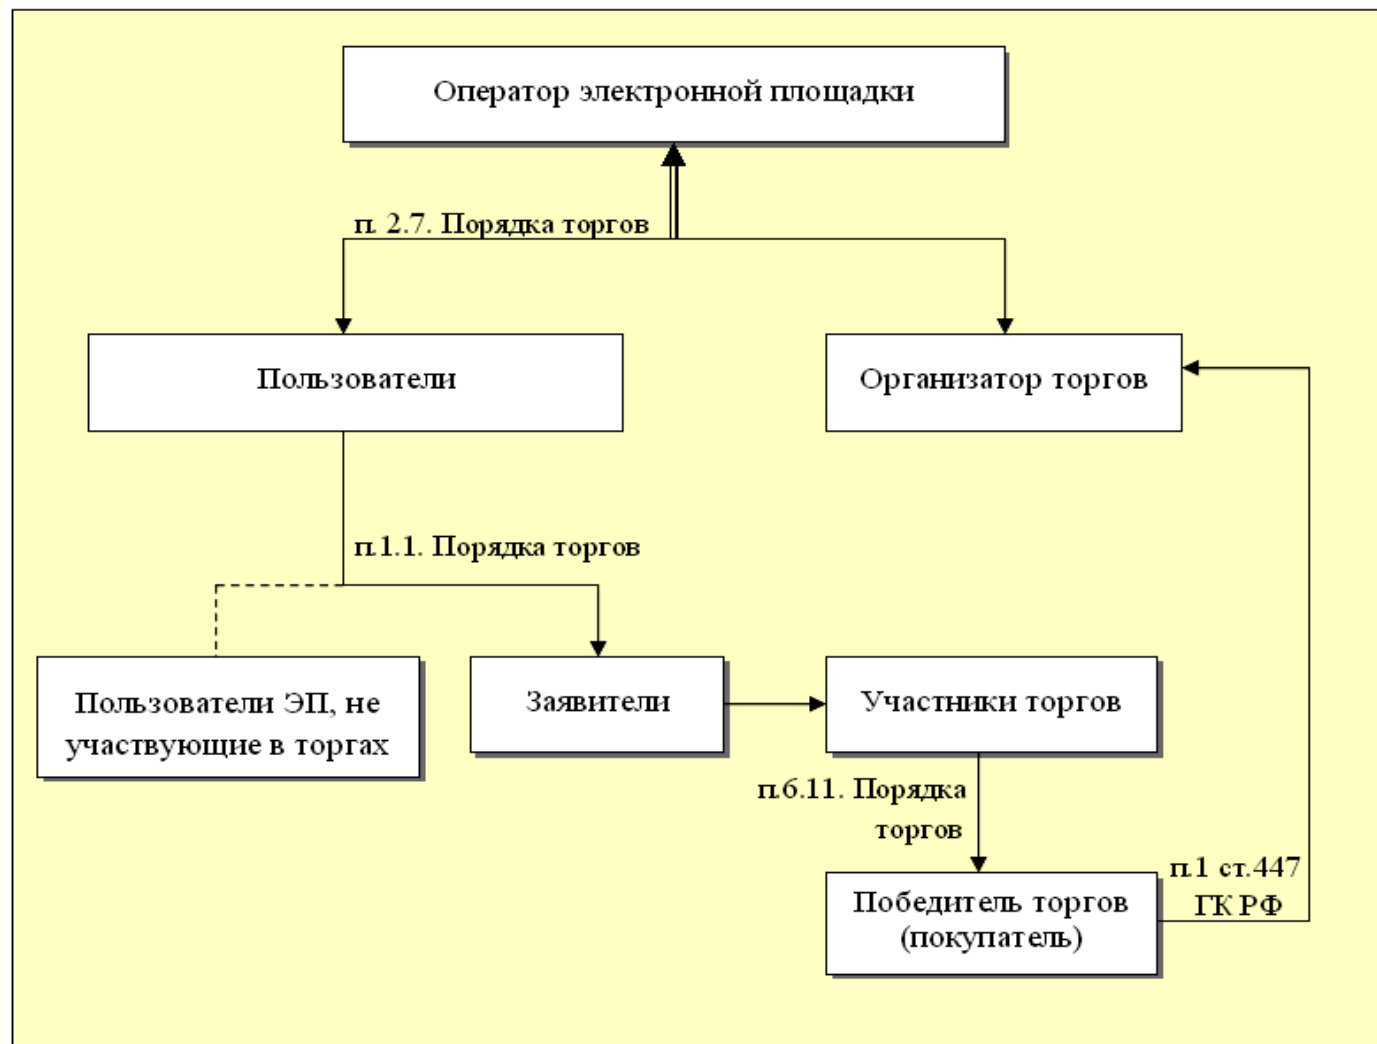 Оператор электронной площадки
п. 2.7. Порядка торгов
Пользователи
Организатор торгов
п.1.1. Порядка торгов
Пользователи ЭП, не
участвующие в торгах
Заявители
Участники торгов
п.6.11. Порядка
торгов
Победитель торгов
(покупатель)
п.1 ст.447
ГК РФ